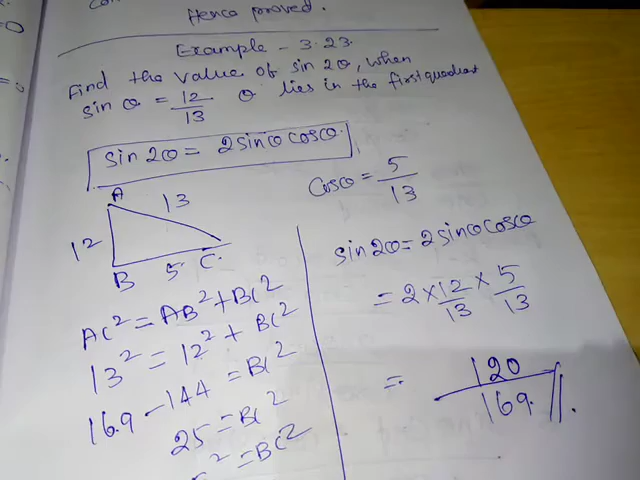 Hence proved.
Example - 3.23.
Find the value of sin 2θ, when
sin θ = 12/13 θ lies in the first quadrant
sin 2θ = 2 sinθ cosθ.
A
13
12
B
5
C.
AC² = AB² + BC²
13² = 12² + BC²
169 - 144 = BC²
25 = BC²
² = BC²
Cosθ = 5/13
sin 2θ = 2 sinθ cosθ
= 2 × 12/13 × 5/13
= 120/169 //.